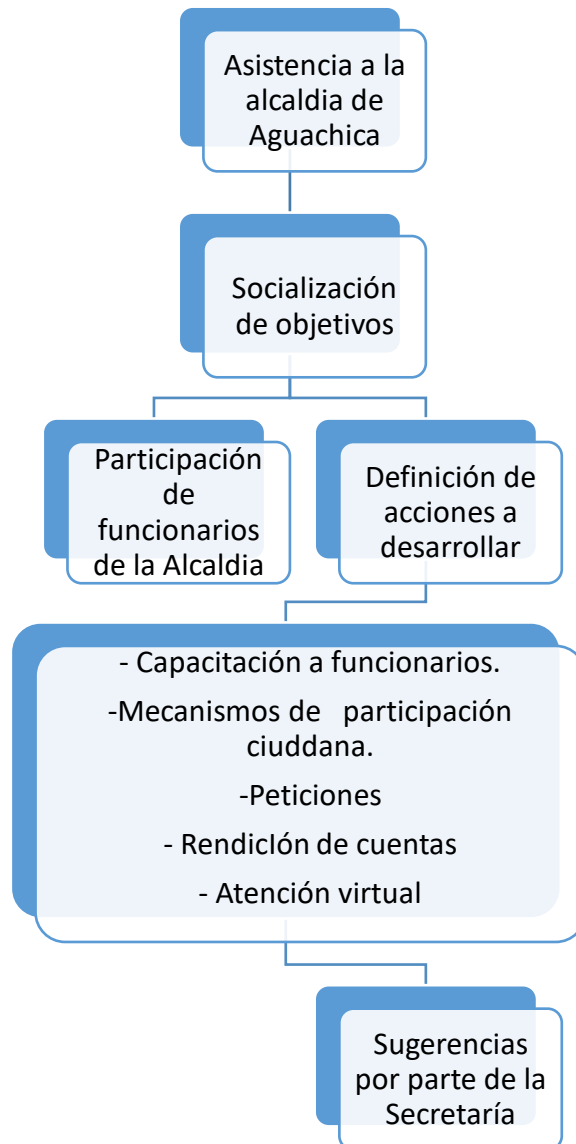 Asistencia a la
alcaldia de
Aguachica
Socialización
de objetivos
Participación
de
funcionarios
de la Alcaldia
Definición de
acciones a
desarrollar
- Capacitación a funcionarios.
-Mecanismos de participación
ciuddana.
-Peticiones
- RendicIón de cuentas
- Atención virtual
Sugerencias
por parte de la
Secretaría